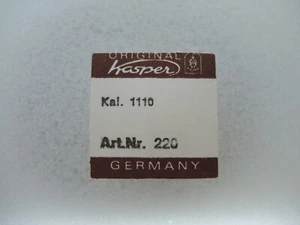 ORIGINAL
Kasper
Kal. 1110
Art.Nr. 220
GERMANY